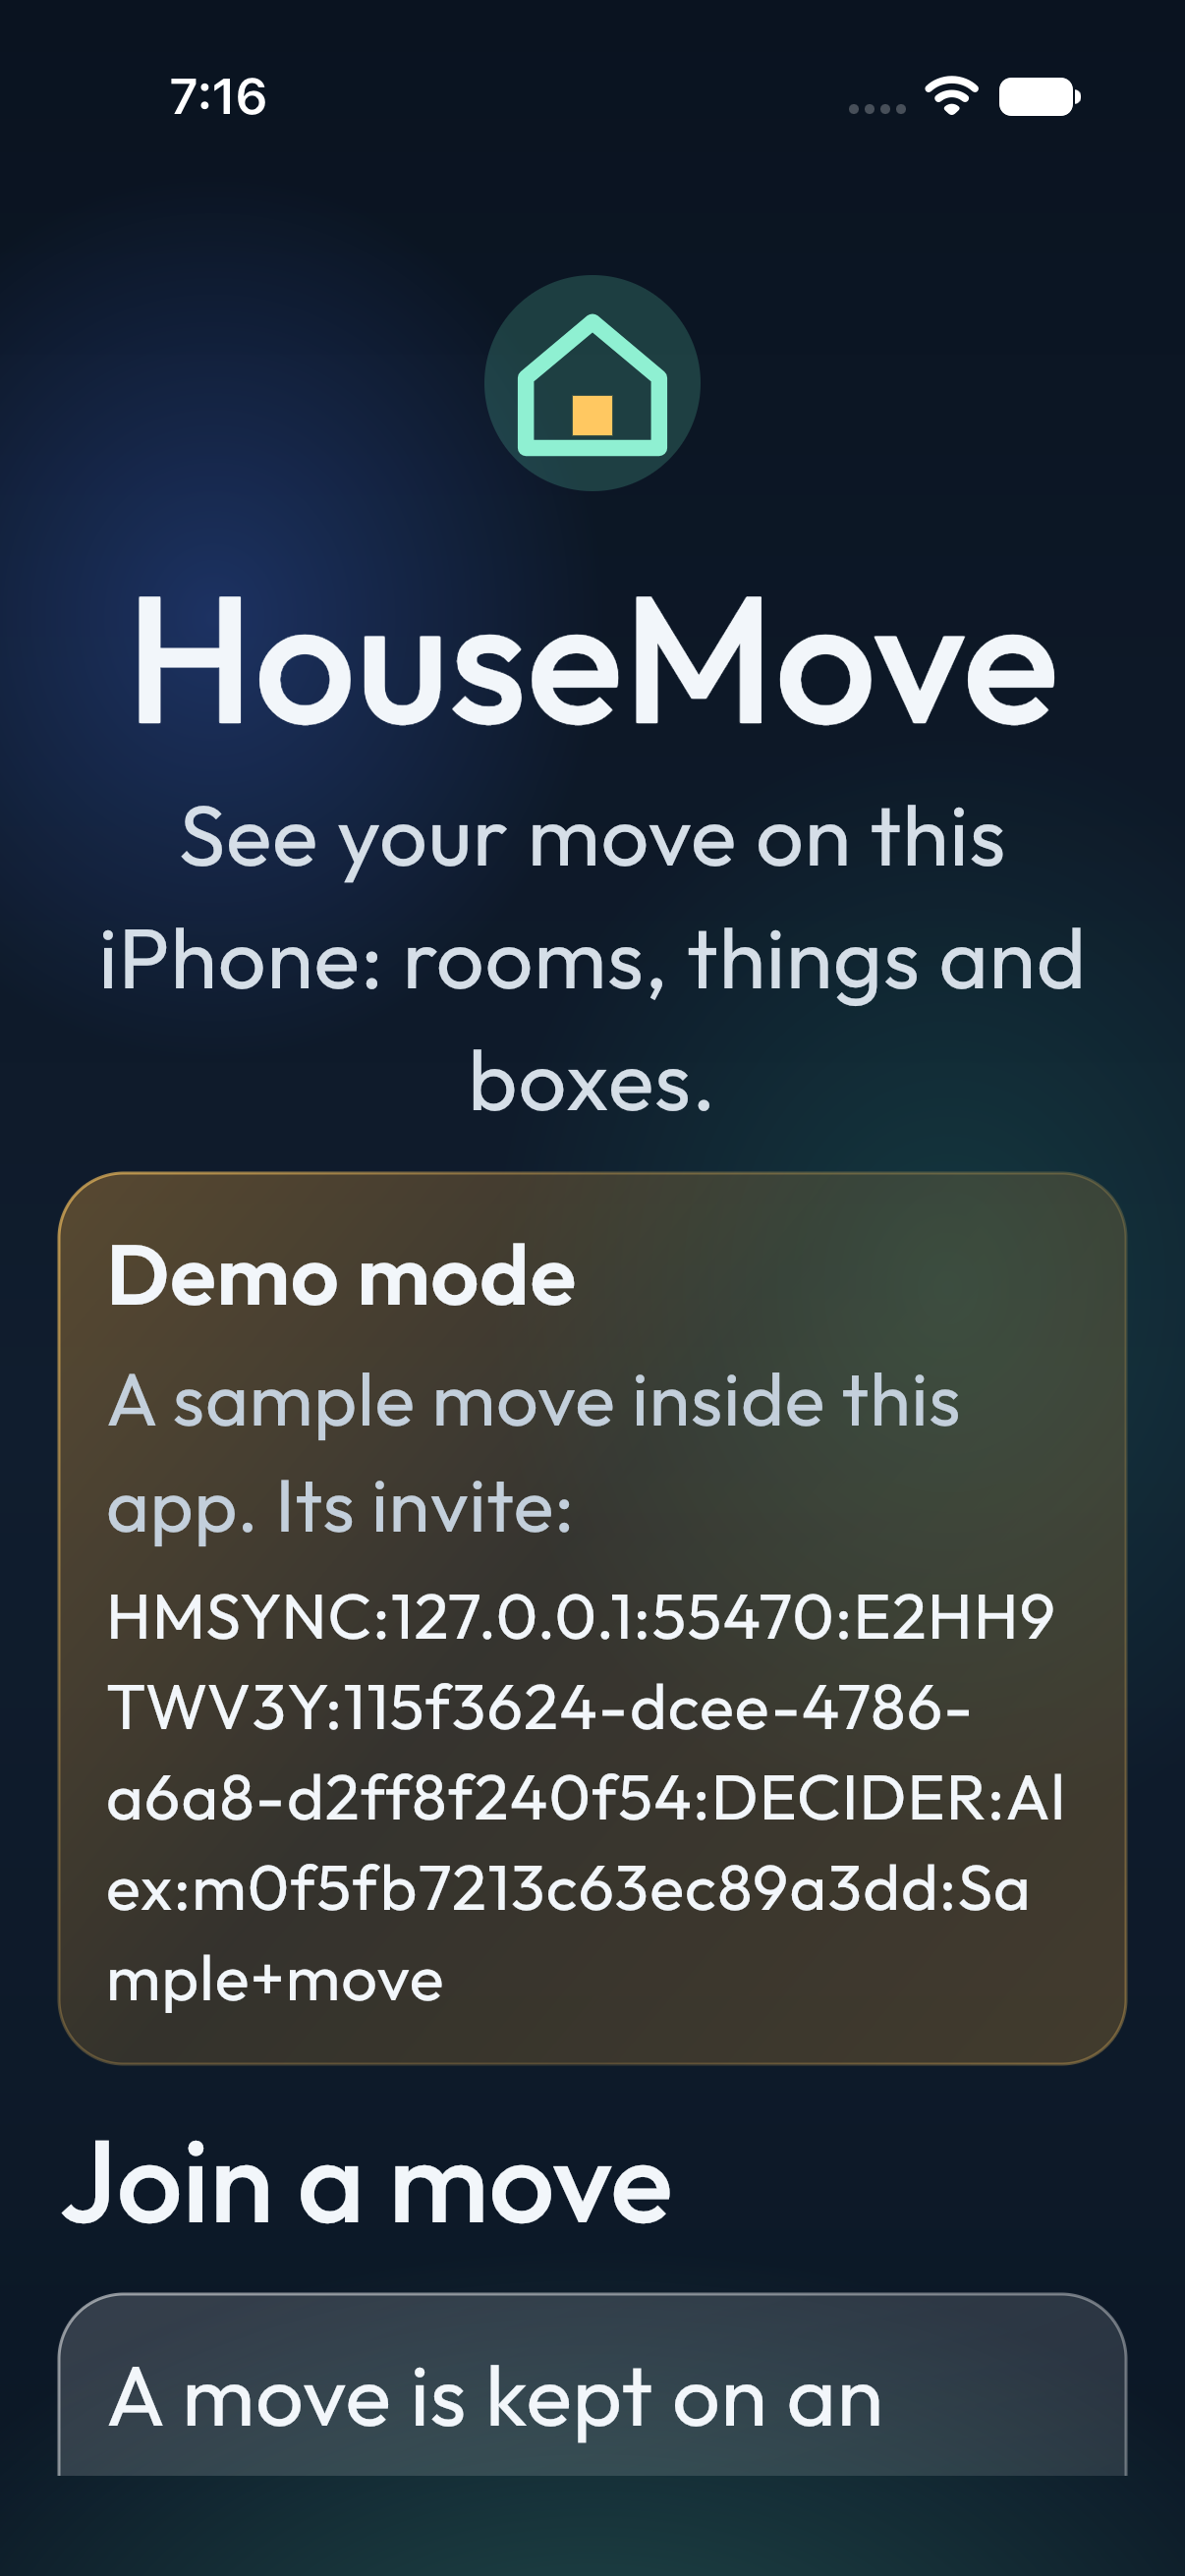 7:16
HouseMove
See your move on this
iPhone: rooms, things and
boxes.
Demo mode
A sample move inside this
app. Its invite:
HMSYNC:127.0.0.1:55470:E2HH9
TWV3Y:115f3624-dcee-4786-
a6a8-d2ff8f240f54:DECIDER:Al
ex:m0f5fb7213c63ec89a3dd:Sa
mple+move
Join a move
A move is kept on an